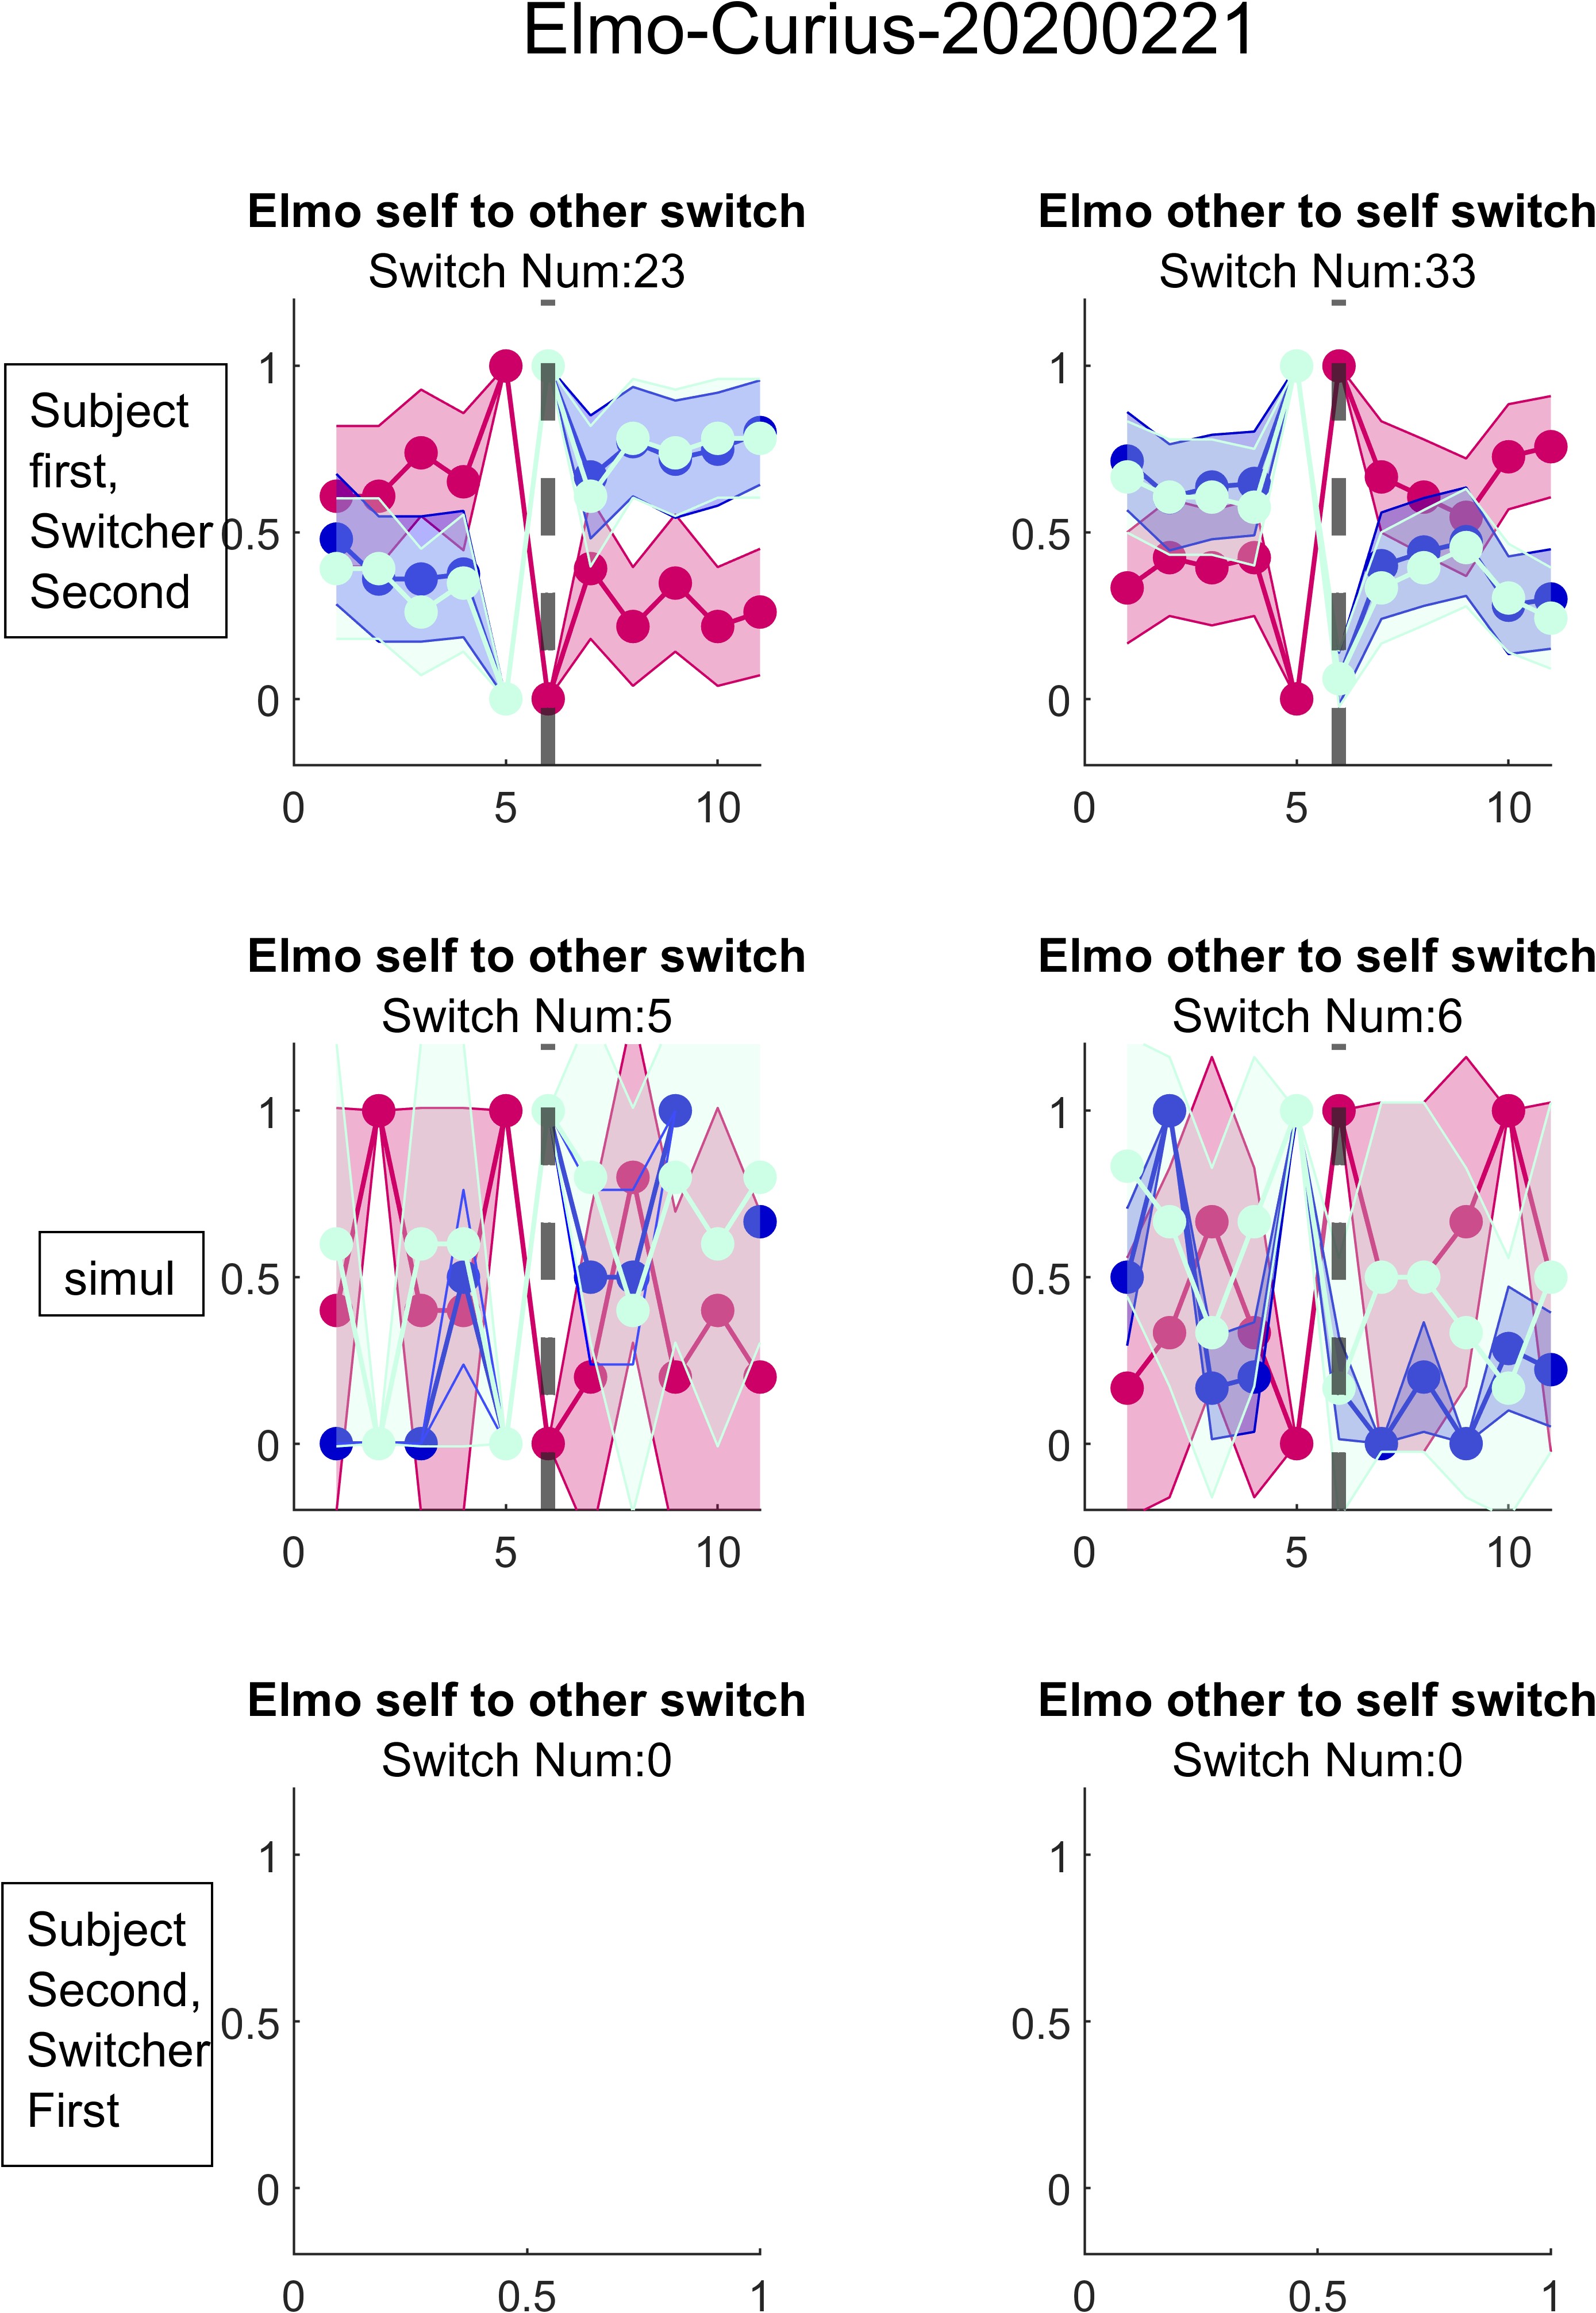 Elmo-Curius-20200221
Elmo self to other switch
Switch Num:23
Elmo other to self switch
Switch Num:33
Subject
first,
Switcher
Second
1
0.5
0
0
5
10
1
0.5
0
0
5
10
Elmo self to other switch
Switch Num:5
Elmo other to self switch
Switch Num:6
simul
1
0.5
0
0
5
10
1
0.5
0
0
5
10
Elmo self to other switch
Switch Num:0
Elmo other to self switch
Switch Num:0
Subject
Second,
Switcher
First
1
0.5
0
0
0.5
1
1
0.5
0
0
0.5
1